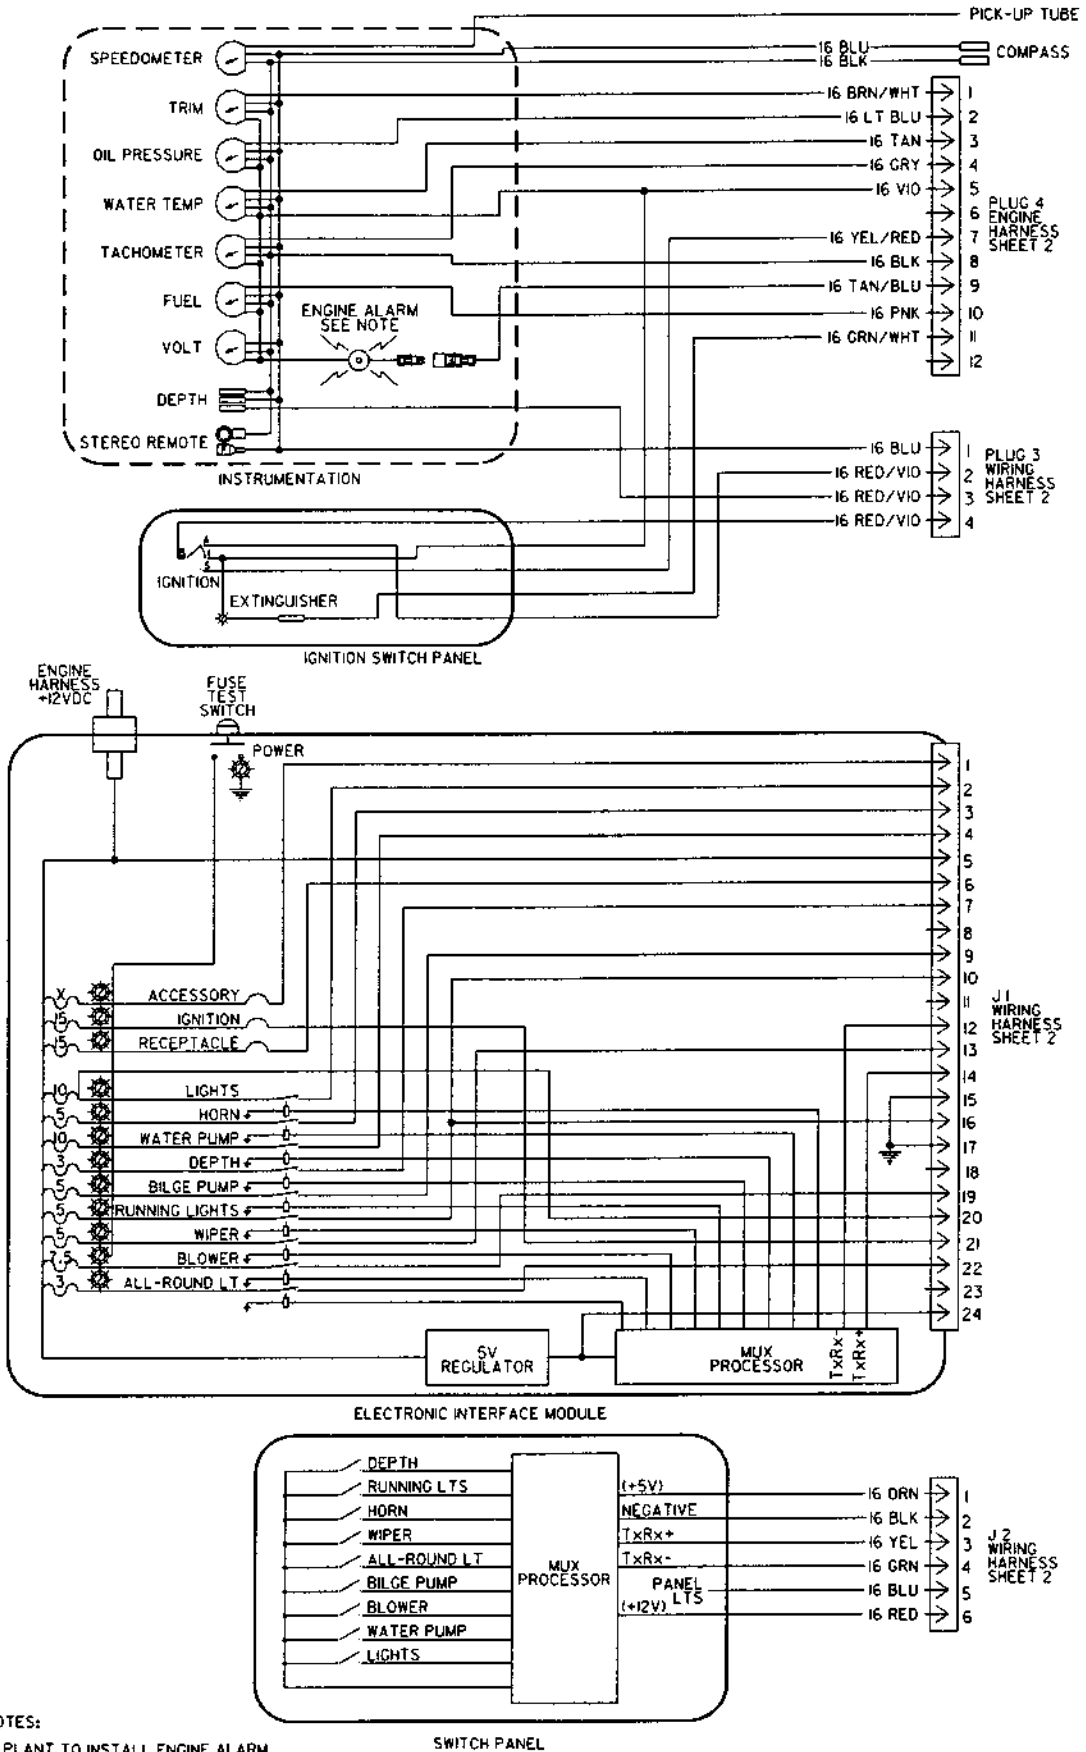 PICK-UP TUBE
SPEEDOMETER
16 BLU
16 BLK
COMPASS
TRIM
16 BRN/WHT
1
16 LT BLU
2
OIL PRESSURE
16 TAN
3
16 GRY
4
WATER TEMP
16 VIO
5
6
PLUG 4
ENGINE
HARNESS
SHEET 2
TACHOMETER
16 YEL/RED
7
16 BLK
8
16 TAN/BLU
9
FUEL
ENGINE ALARM
SEE NOTE
16 PNK
10
VOLT
16 GRN/WHT
11
12
DEPTH
STEREO REMOTE
16 BLU
1
16 RED/VIO
2
16 RED/VIO
3
16 RED/VIO
4
PLUG 3
WIRING
HARNESS
SHEET 2
INSTRUMENTATION
IGNITION
EXTINGUISHER
IGNITION SWITCH PANEL
ENGINE
HARNESS
+12VDC
FUSE
TEST
SWITCH
POWER
1
2
3
4
5
6
7
8
9
10
11
12
13
14
15
16
17
18
19
20
21
22
23
24
J1
WIRING
HARNESS
SHEET 2
X ACCESSORY
15 IGNITION
15 RECEPTACLE
10 LIGHTS
5 HORN
10 WATER PUMP
3 DEPTH
5 BILGE PUMP
5 RUNNING LIGHTS
5 WIPER
7.5 BLOWER
3 ALL-ROUND LT
5V
REGULATOR
MUX
PROCESSOR
TxRx-
TxRx+
ELECTRONIC INTERFACE MODULE
DEPTH
RUNNING LTS
HORN
WIPER
ALL-ROUND LT
BILGE PUMP
BLOWER
WATER PUMP
LIGHTS
MUX
PROCESSOR
(+5V)
NEGATIVE
TxRx+
TxRx-
PANEL
LTS
(+12V)
16 ORN
1
16 BLK
2
16 YEL
3
16 GRN
4
16 BLU
5
16 RED
6
J2
WIRING
HARNESS
SHEET 2
SWITCH PANEL
OTES:
PLANT TO INSTALL ENGINE ALARM